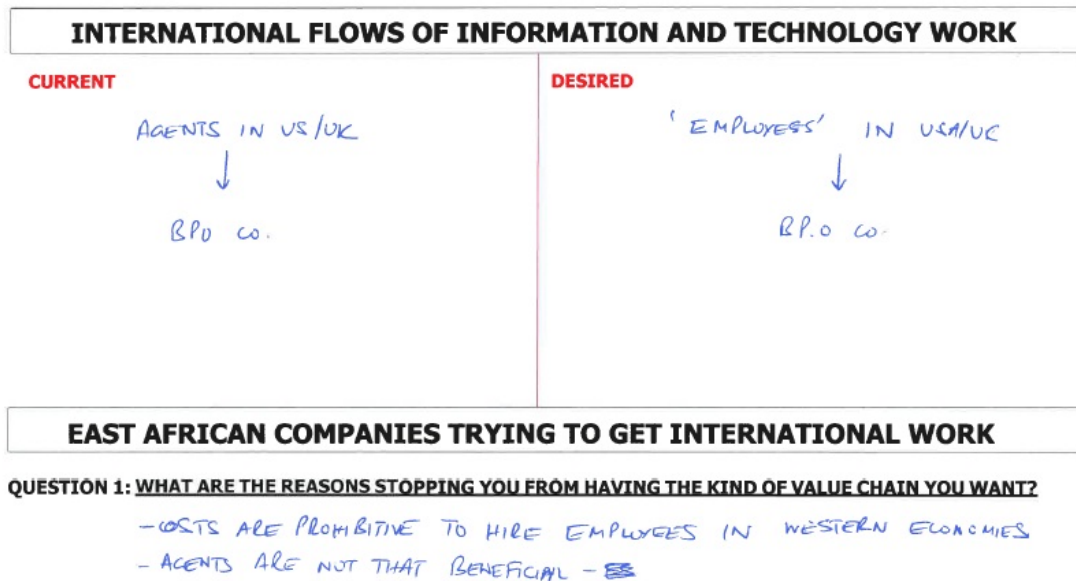 INTERNATIONAL FLOWS OF INFORMATION AND TECHNOLOGY WORK
CURRENT
AGENTS IN US/UK
BPO CO.
DESIRED
'EMPLOYESS' IN USA/UC
BP.O CO.
EAST AFRICAN COMPANIES TRYING TO GET INTERNATIONAL WORK
QUESTION 1: WHAT ARE THE REASONS STOPPING YOU FROM HAVING THE KIND OF VALUE CHAIN YOU WANT?
- COSTS ARE PROHIBITIVE TO HIRE EMPLOYEES IN WESTERN ECONOMIES
- AGENTS ARE NOT THAT BENEFICIAL -